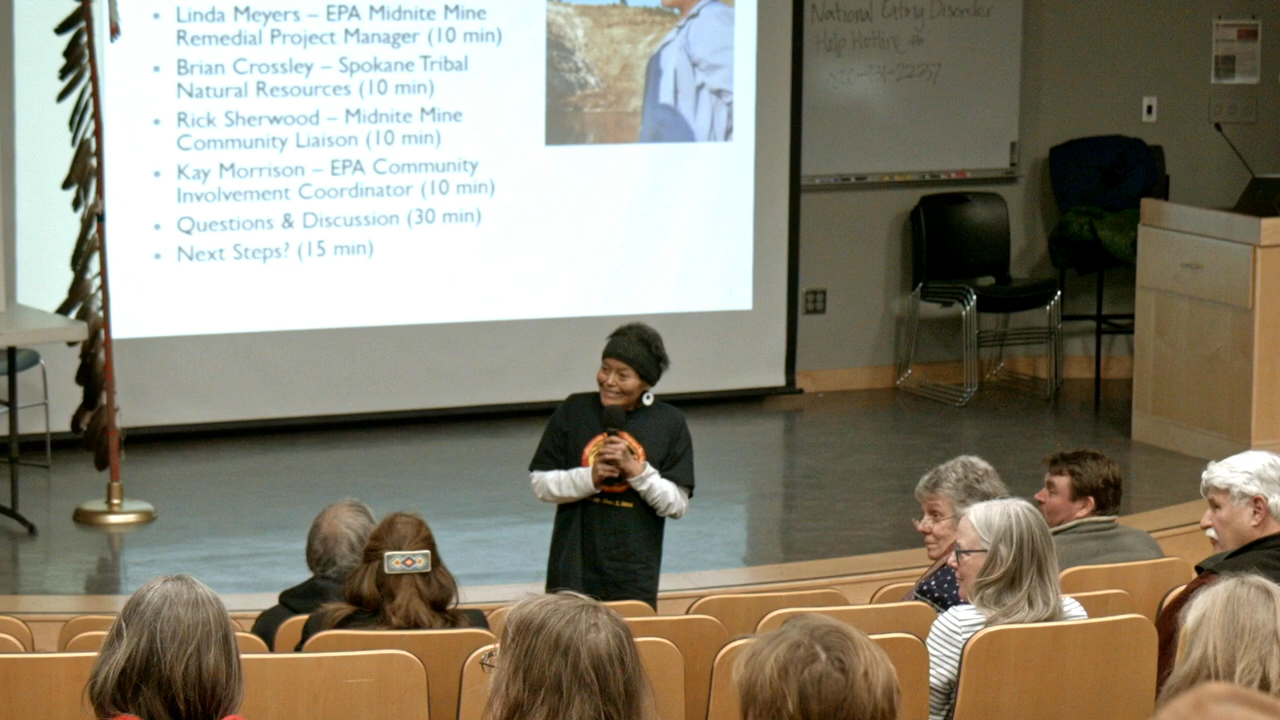 • Linda Meyers – EPA Midnite Mine
Remedial Project Manager (10 min)
• Brian Crossley – Spokane Tribal
Natural Resources (10 min)
• Rick Sherwood – Midnite Mine
Community Liaison (10 min)
• Kay Morrison – EPA Community
Involvement Coordinator (10 min)
• Questions & Discussion (30 min)
• Next Steps? (15 min)
National Eating Disorder
Help Hotline #